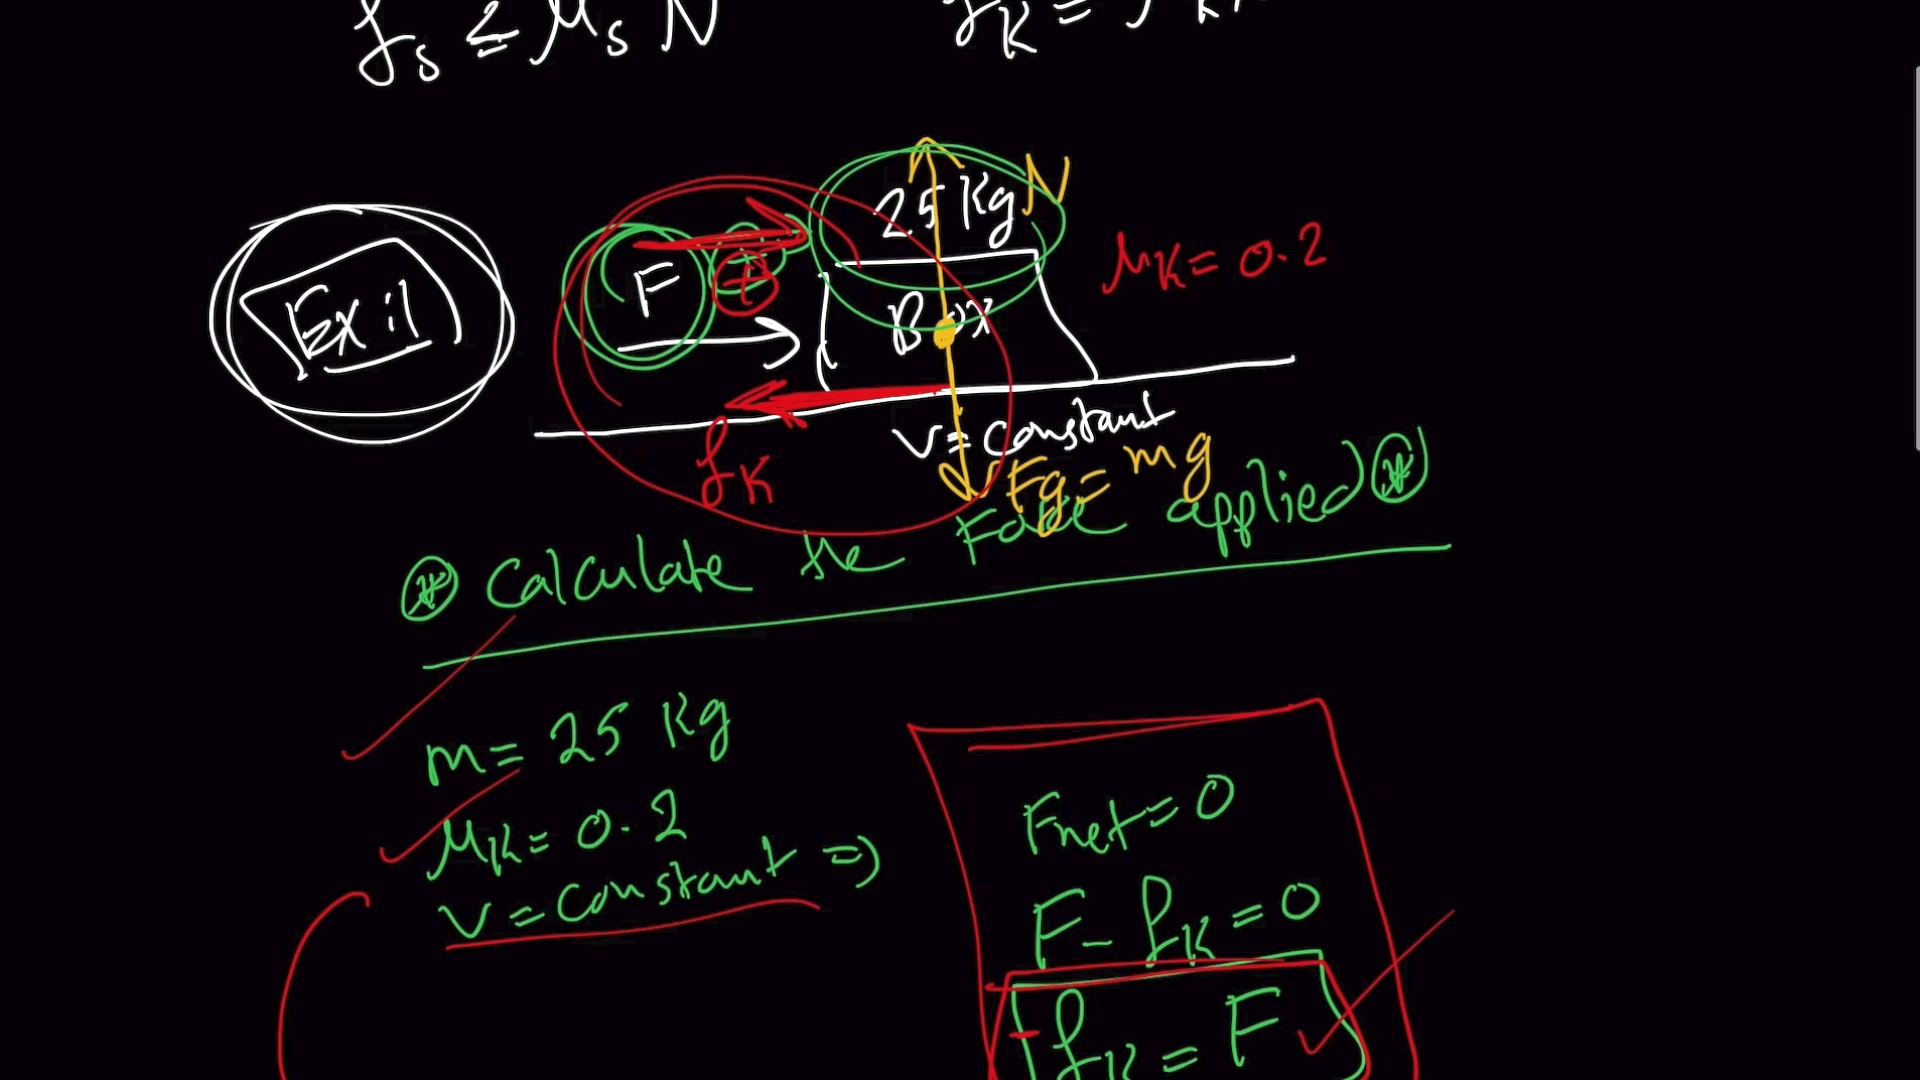 fs ≤ μs N
fK =
25 Kg N
Ex:1
F +
μK = 0.2
Box
V = Constant
fK
Fg = mg
* Calculate the Force applied *
m = 25 Kg
μK = 0.2
V = Constant ⇒
Fnet = 0
F - fK = 0
fK = F